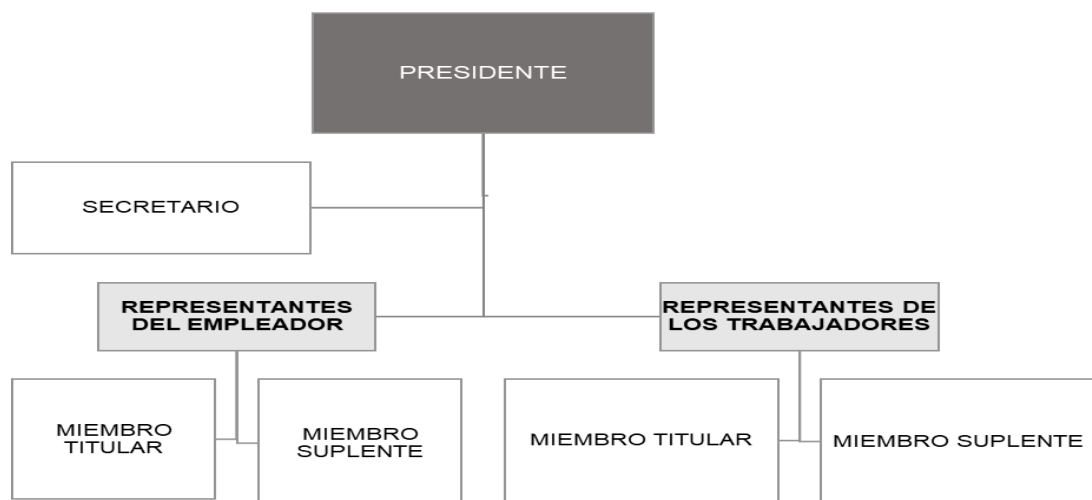 PRESIDENTE
SECRETARIO
REPRESENTANTES
DEL EMPLEADOR
REPRESENTANTES DE
LOS TRABAJADORES
MIEMBRO
TITULAR
MIEMBRO
SUPLENTE
MIEMBRO TITULAR
MIEMBRO SUPLENTE